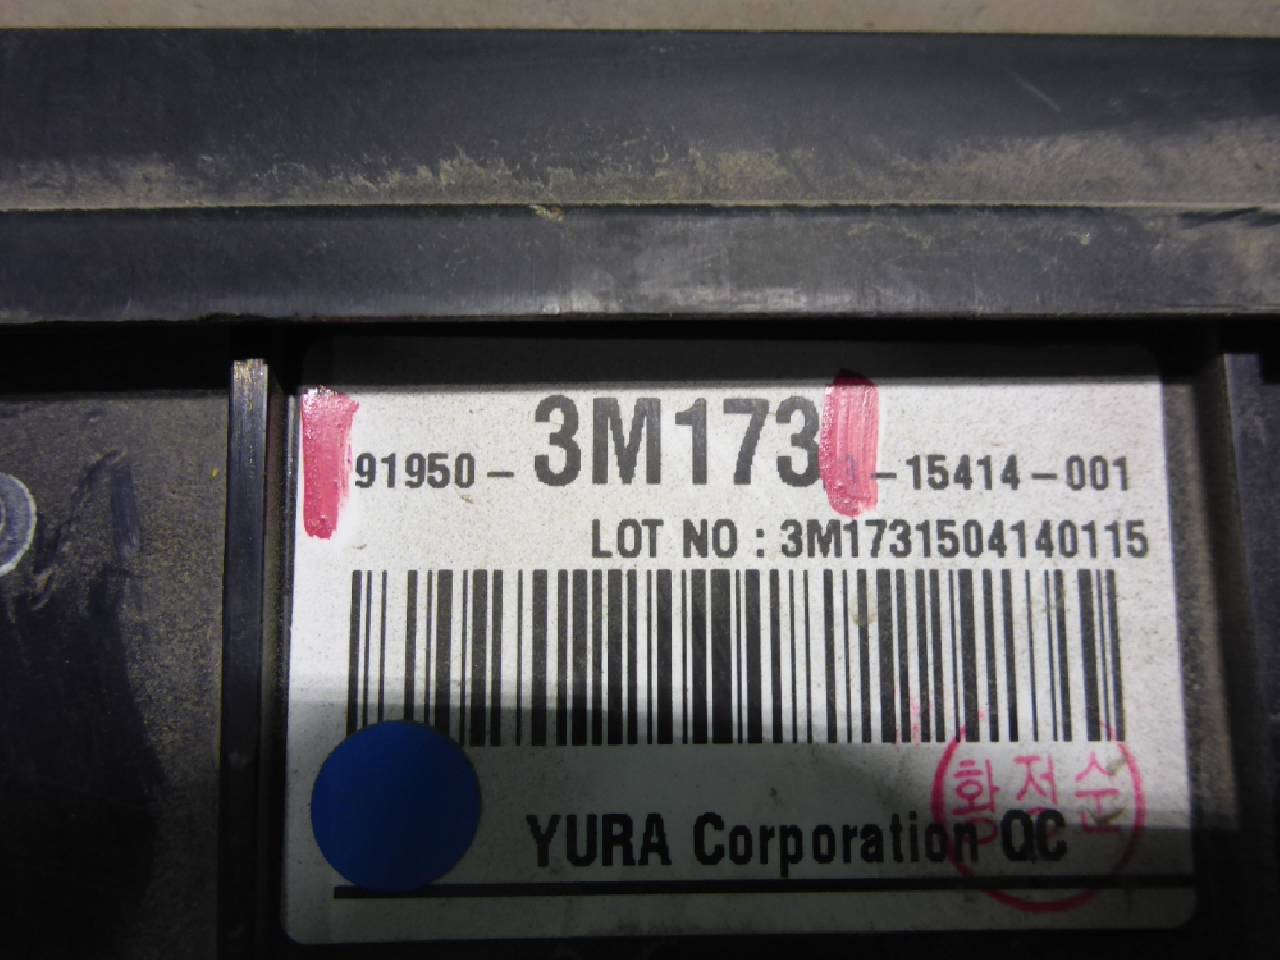 91950-3M173 -15414-001
LOT NO : 3M1731504140115
YURA Corporation QC
황정순